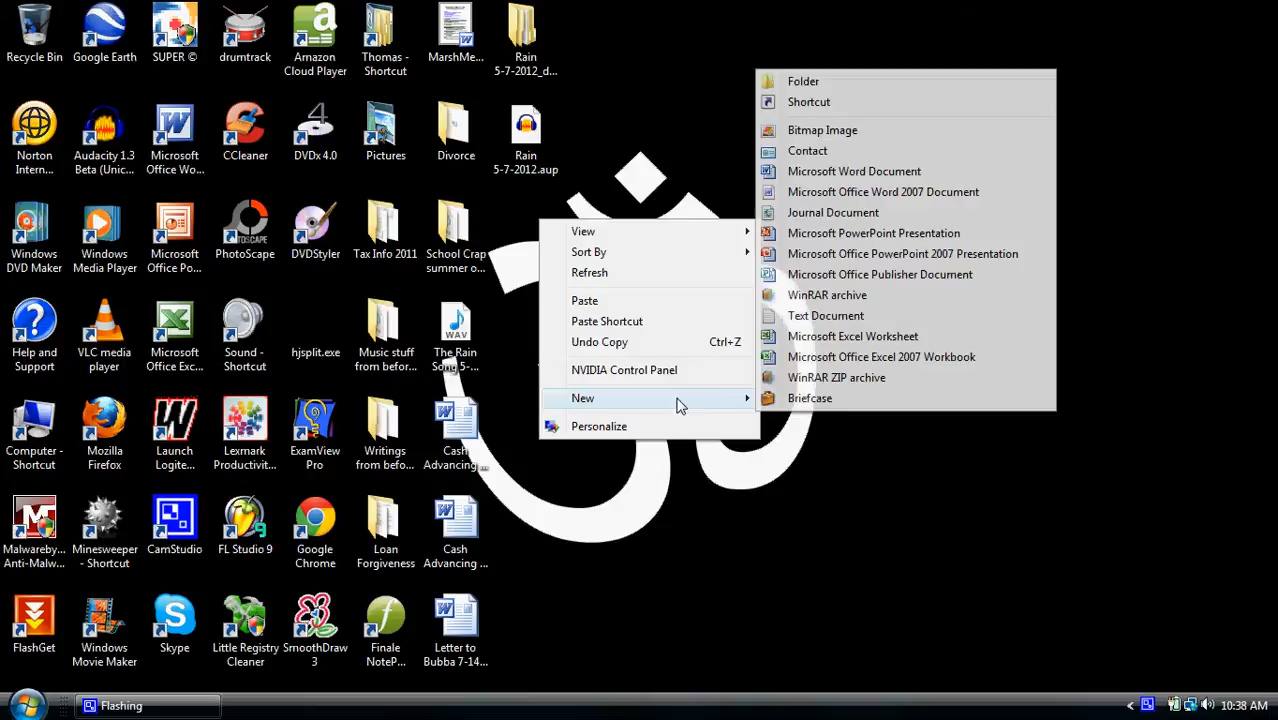 Recycle Bin
Google Earth
SUPER ©
drumtrack
Amazon
Cloud Player
Thomas -
Shortcut
MarshMe...
Rain
5-7-2012_d...
Norton
Intern...
Audacity 1.3
Beta (Unic...
Microsoft
Office Wo...
CCleaner
DVDx 4.0
Pictures
Divorce
Rain
5-7-2012.aup
Windows
DVD Maker
Windows
Media Player
Microsoft
Office Po...
PhotoScape
DVDStyler
Tax Info 2011
School Crap
summer o...
Help and
Support
VLC media
player
Microsoft
Office Exc...
Sound -
Shortcut
hjsplit.exe
Music stuff
from befor...
WAV
The Rain
Song 5-...
Computer -
Shortcut
Mozilla
Firefox
Launch
Logite...
Lexmark
Productivit...
ExamView
Pro
Writings
from befo...
Cash
Advancing ...
Malwareby...
Anti-Malw...
Minesweeper
- Shortcut
CamStudio
FL Studio 9
Google
Chrome
Loan
Forgiveness
Cash
Advancing ...
FlashGet
Windows
Movie Maker
Skype
Little Registry
Cleaner
SmoothDraw
3
Finale
NoteP...
Letter to
Bubba 7-14...
View
Sort By
Refresh
Paste
Paste Shortcut
Undo Copy Ctrl+Z
NVIDIA Control Panel
New
Personalize
Folder
Shortcut
Bitmap Image
Contact
Microsoft Word Document
Microsoft Office Word 2007 Document
Journal Document
Microsoft PowerPoint Presentation
Microsoft Office PowerPoint 2007 Presentation
Microsoft Office Publisher Document
WinRAR archive
Text Document
Microsoft Excel Worksheet
Microsoft Office Excel 2007 Workbook
WinRAR ZIP archive
Briefcase
Flashing
10:38 AM